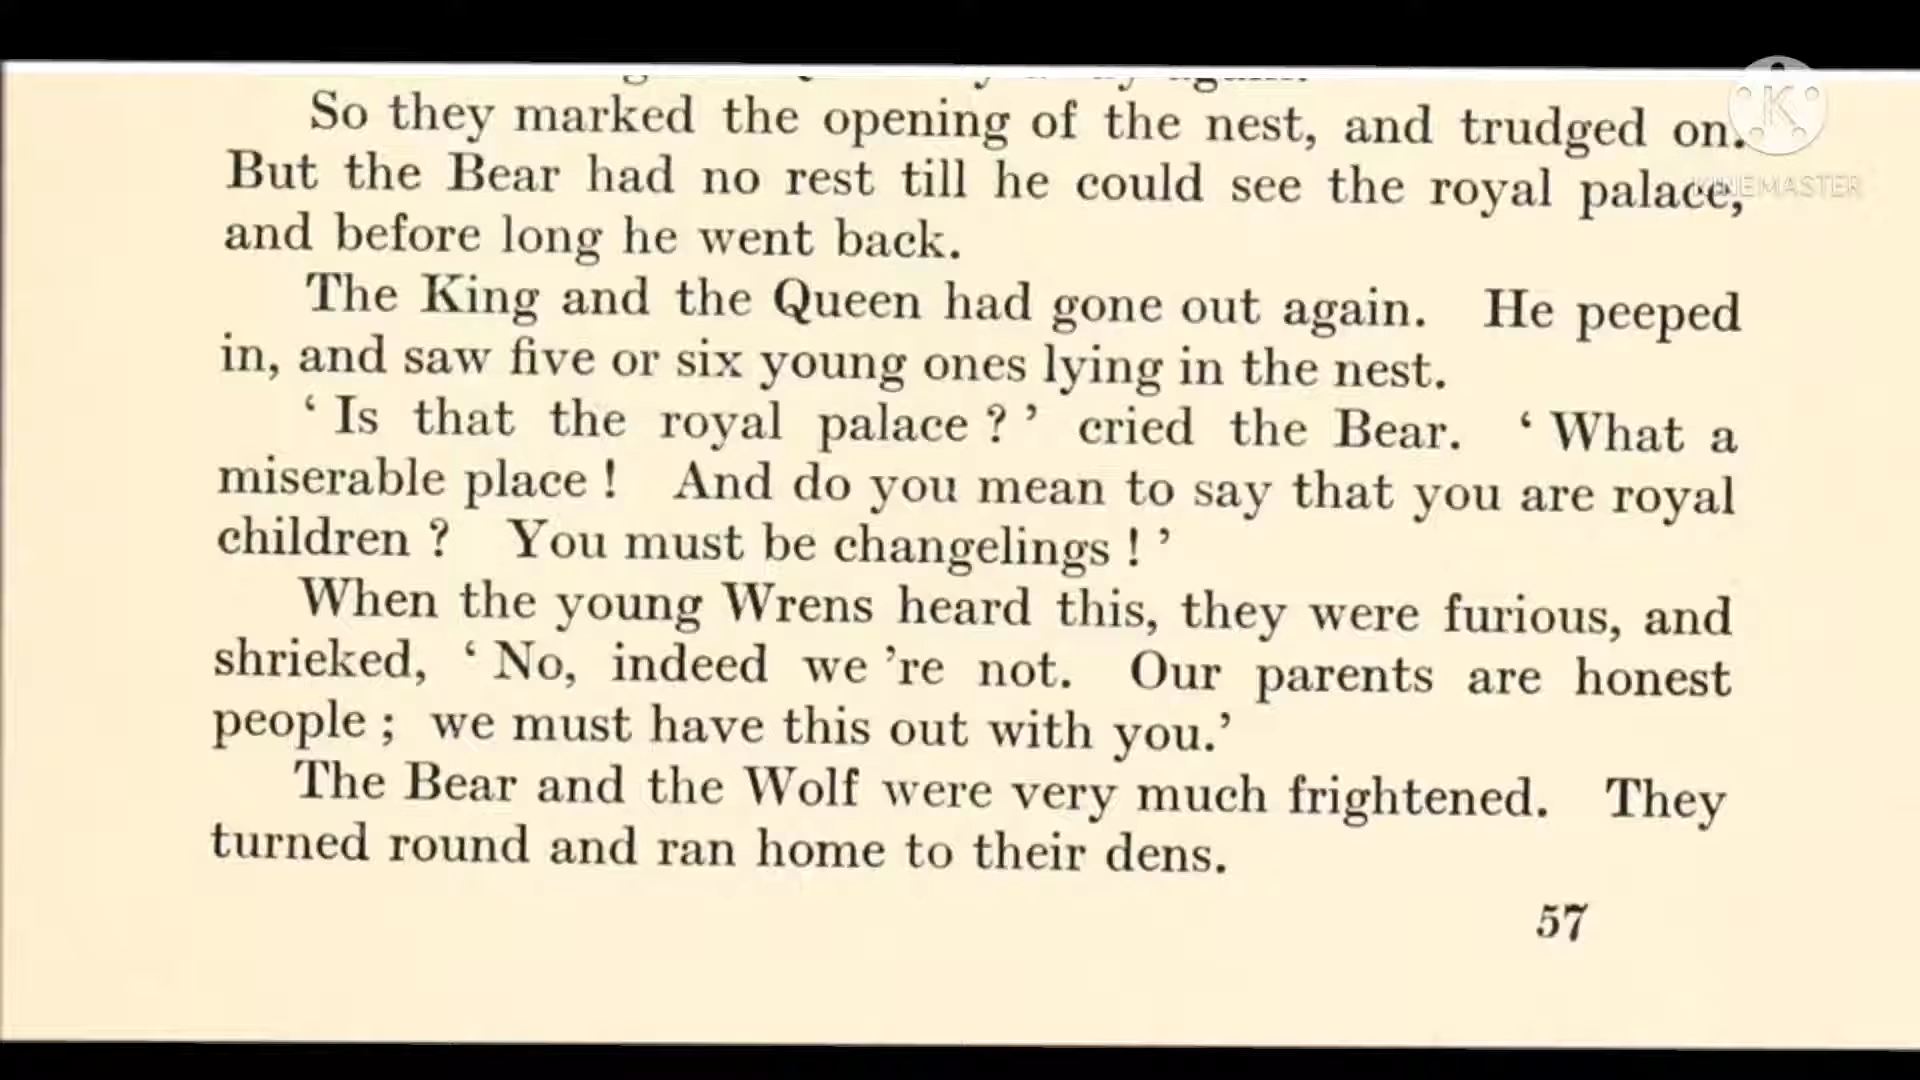 So they marked the opening of the nest, and trudged on.
But the Bear had no rest till he could see the royal palace,
and before long he went back.
The King and the Queen had gone out again. He peeped
in, and saw five or six young ones lying in the nest.
‘ Is that the royal palace ? ’ cried the Bear. ‘ What a
miserable place ! And do you mean to say that you are royal
children ? You must be changelings ! ’
When the young Wrens heard this, they were furious, and
shrieked, ‘ No, indeed we ’re not. Our parents are honest
people ; we must have this out with you.’
The Bear and the Wolf were very much frightened. They
turned round and ran home to their dens.
57
K
KINEMASTER